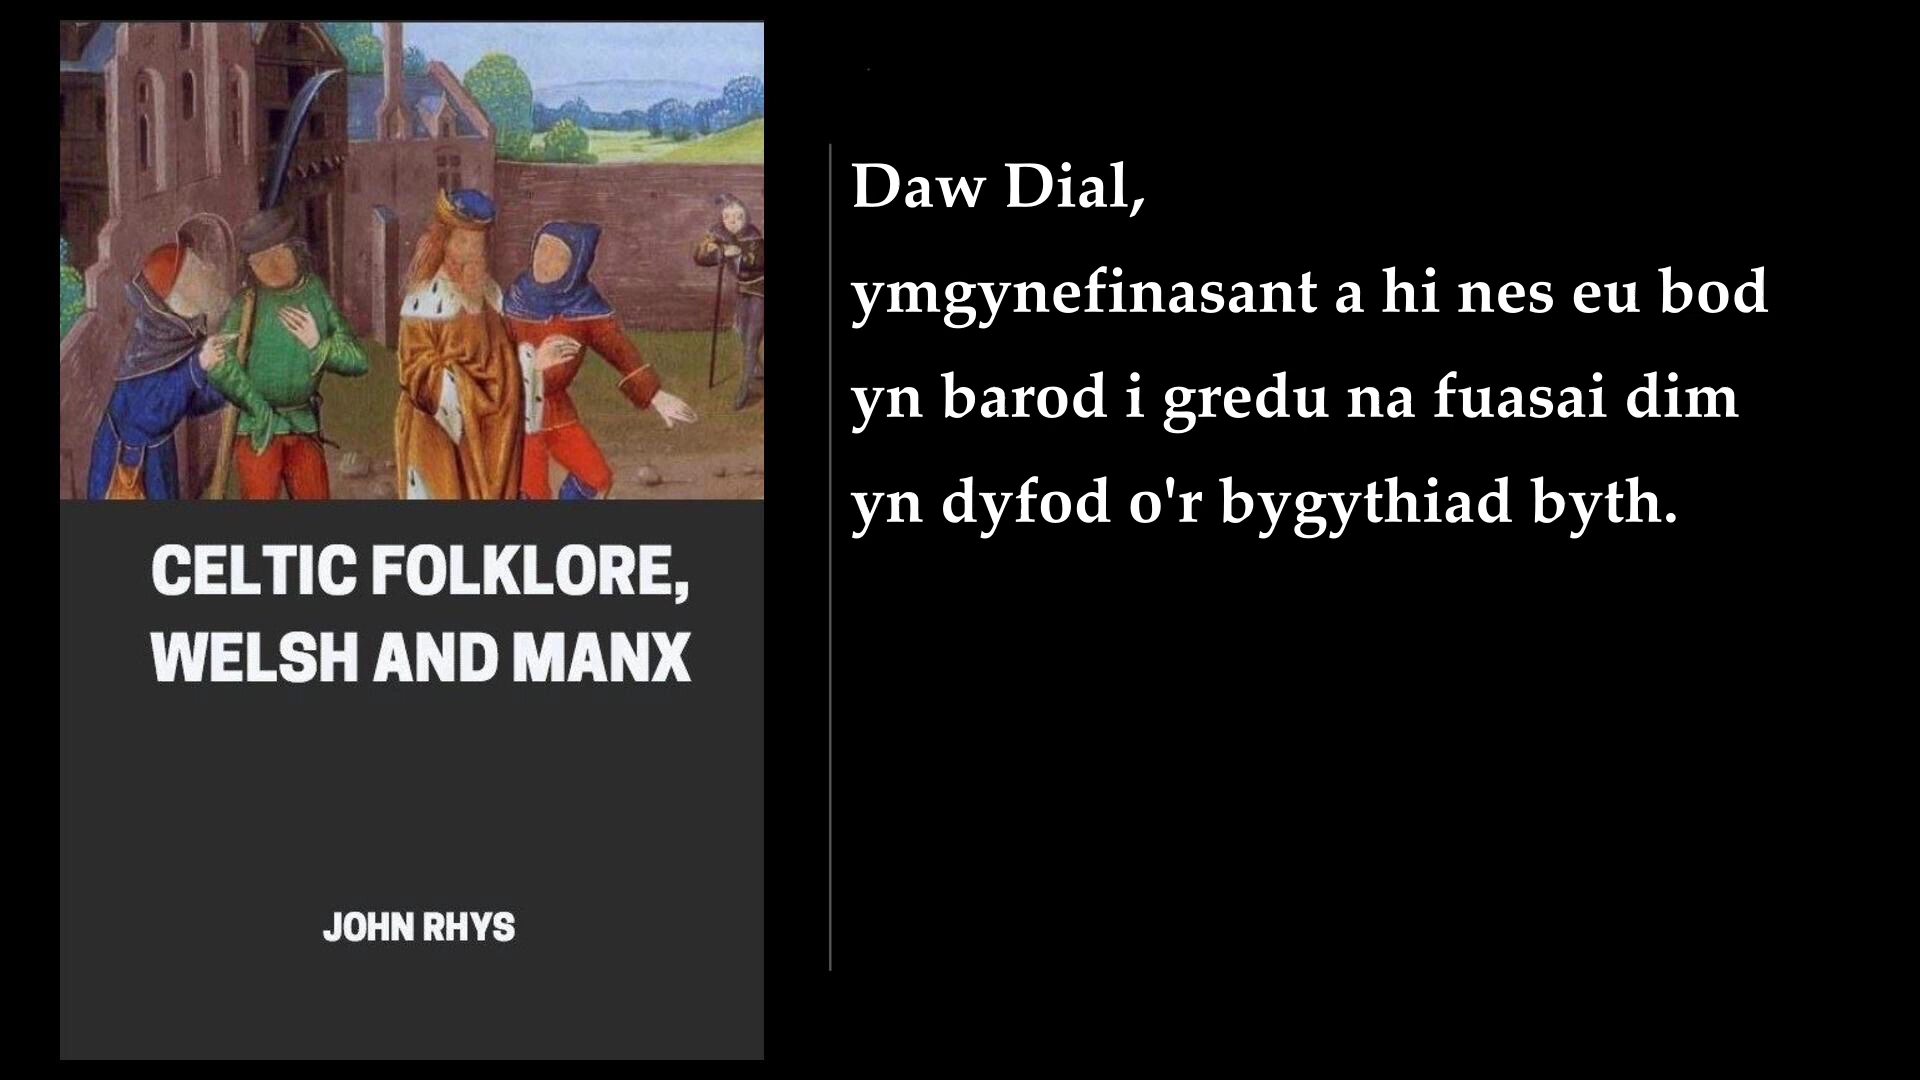 CELTIC FOLKLORE,
WELSH AND MANX
JOHN RHYS
Daw Dial,
ymgynefinasant a hi nes eu bod
yn barod i gredu na fuasai dim
yn dyfod o'r bygythiad byth.